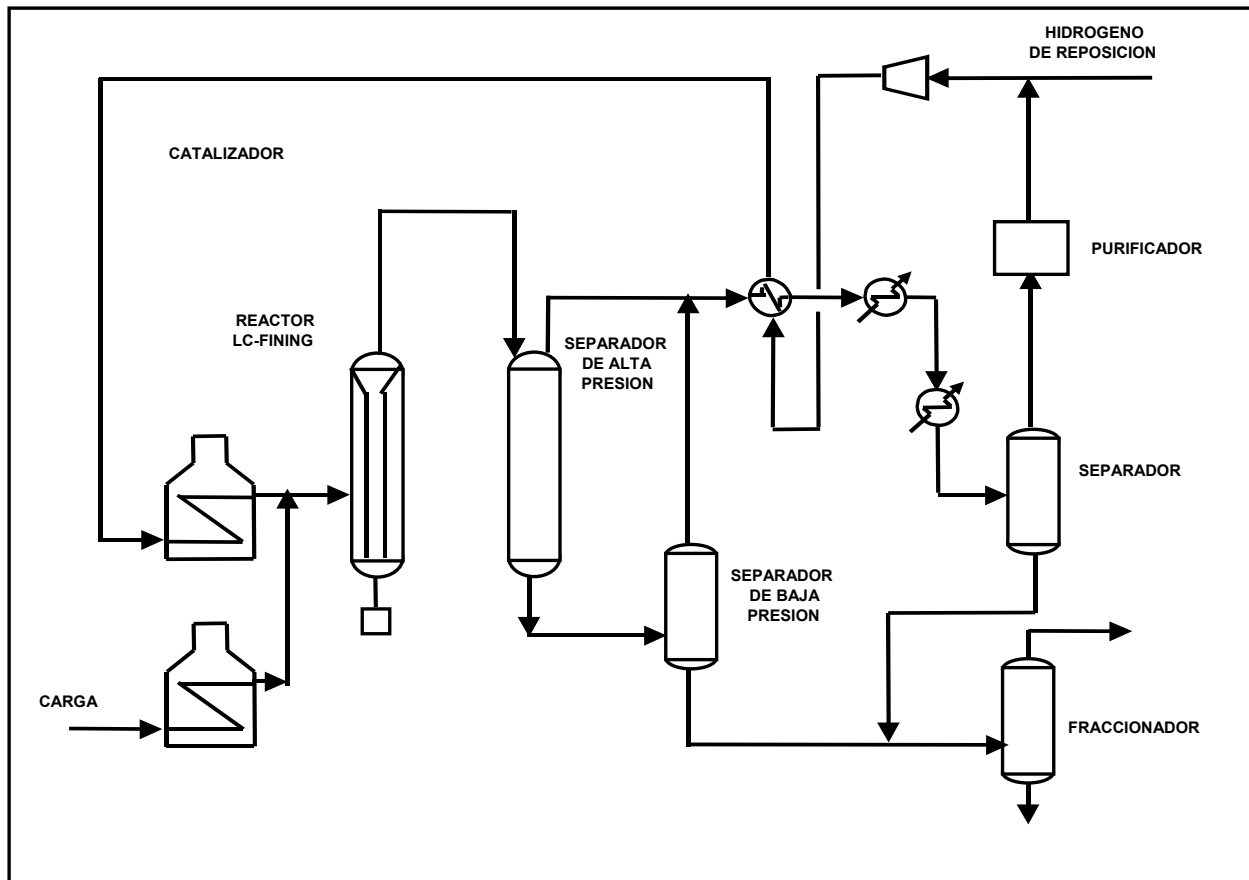 HIDROGENO
DE REPOSICION
CATALIZADOR
PURIFICADOR
REACTOR
LC-FINING
SEPARADOR
DE ALTA
PRESION
SEPARADOR
SEPARADOR
DE BAJA
PRESION
CARGA
FRACCIONADOR